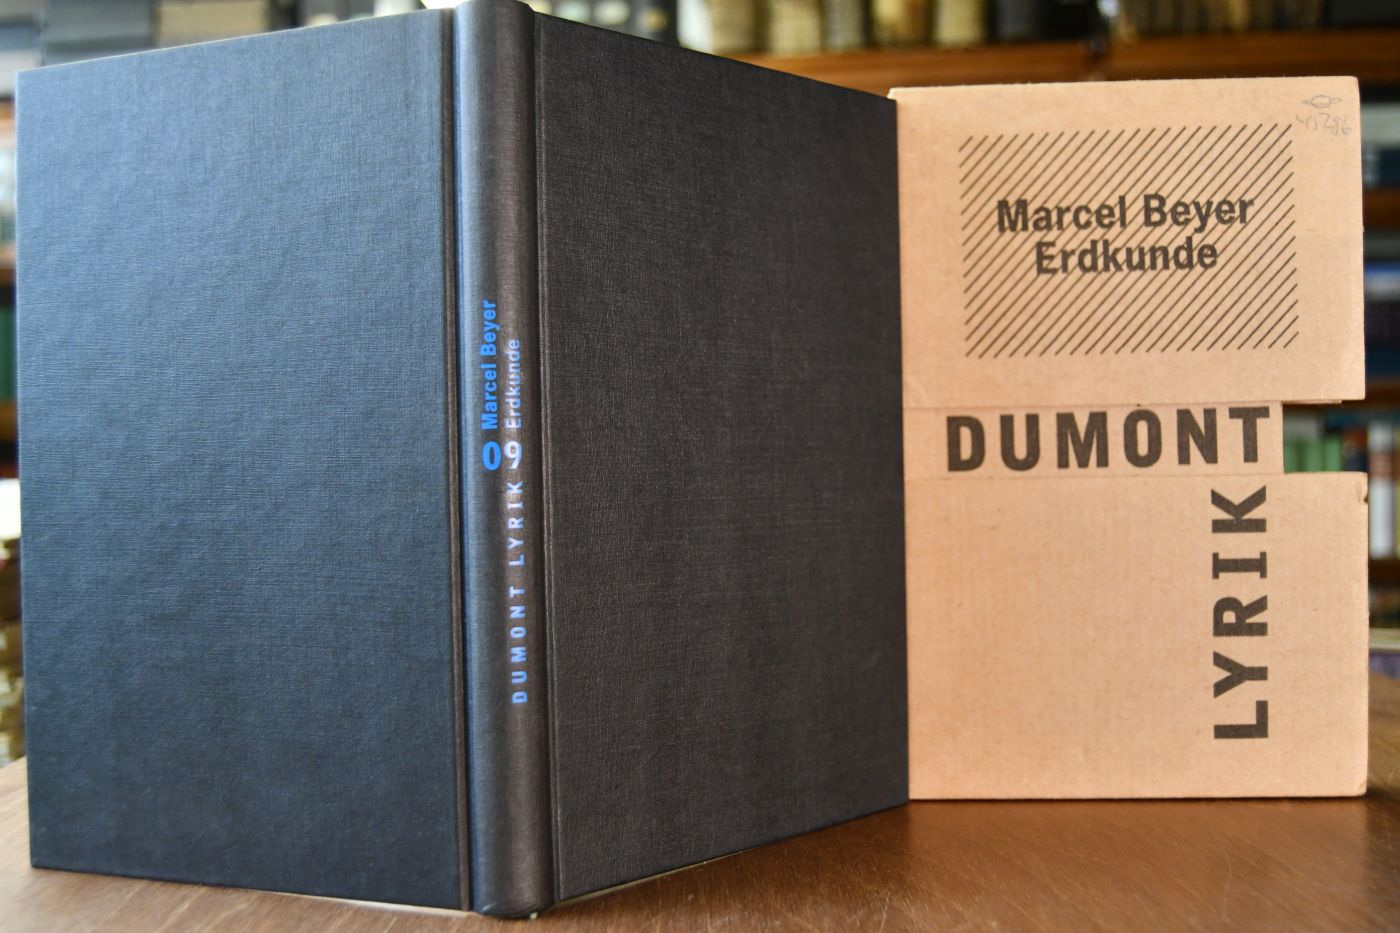 0 Marcel Beyer
DUMONT LYRIK 9 Erdkunde
Marcel Beyer
Erdkunde
DUMONT
LYRIK